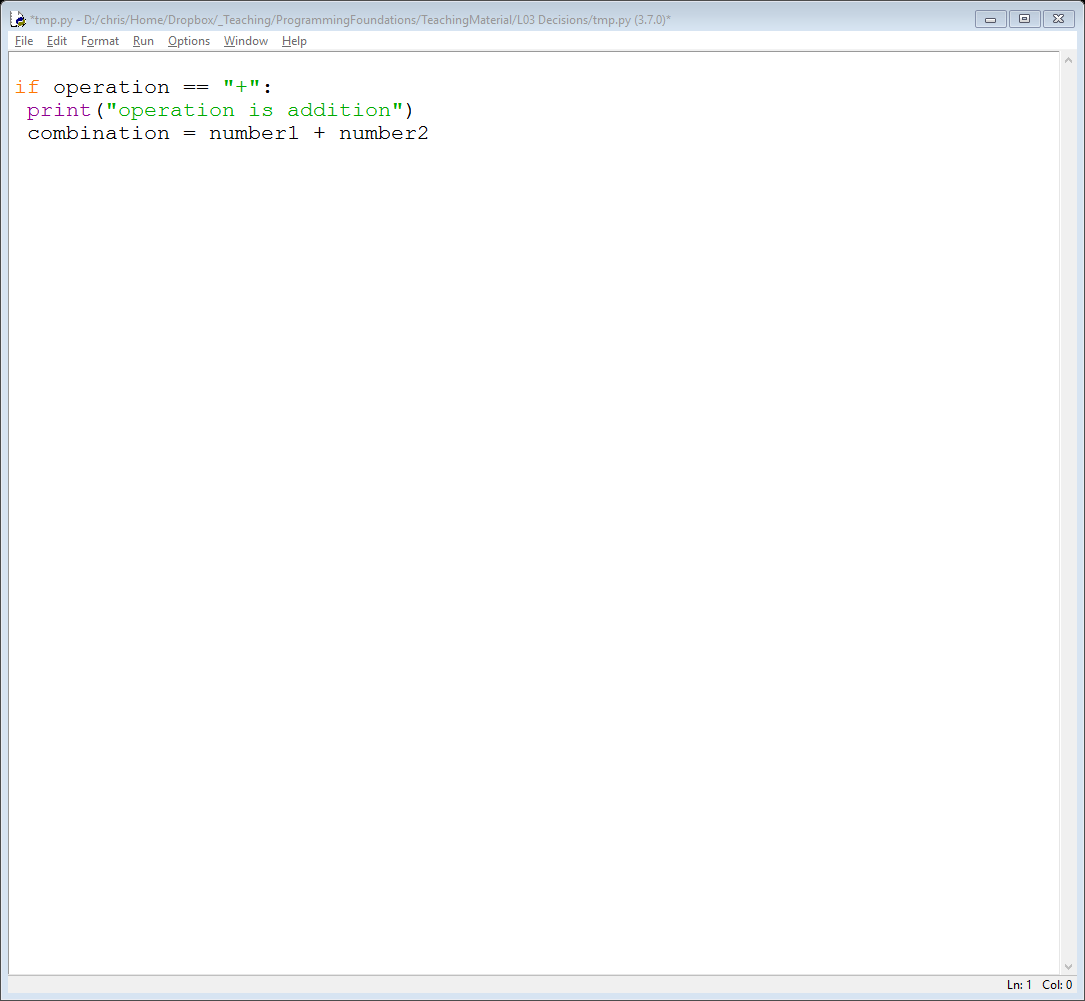 *tmp.py - D:/chris/Home/Dropbox/_Teaching/ProgrammingFoundations/TeachingMaterial/L03 Decisions/tmp.py (3.7.0)*
File Edit Format Run Options Window Help
if operation == "+":
 print("operation is addition")
 combination = number1 + number2
Ln: 1 Col: 0